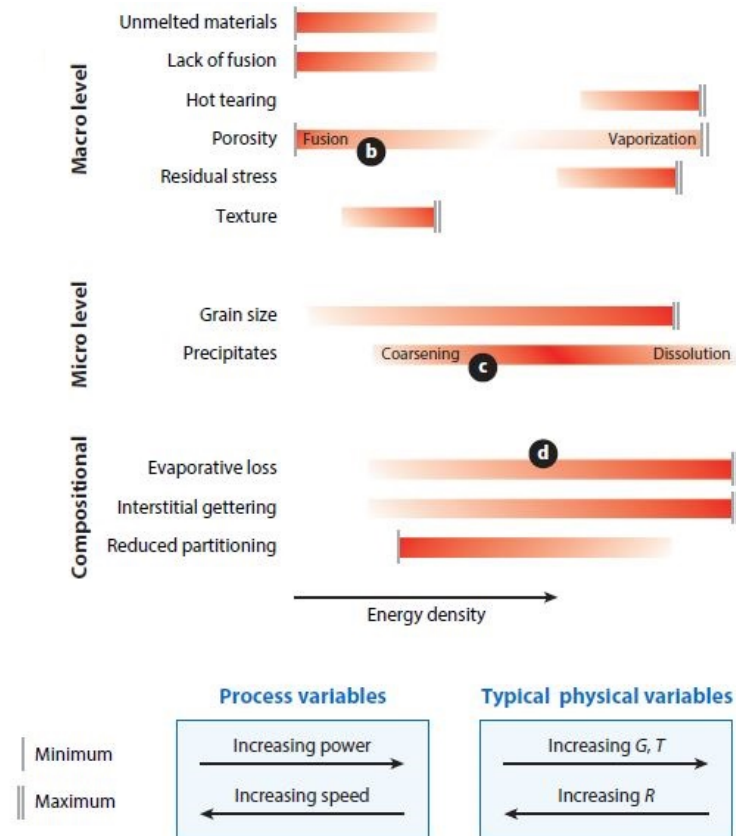 Macro level
Unmelted materials
Lack of fusion
Hot tearing
Porosity
Fusion
b
Vaporization
Residual stress
Texture
Micro level
Grain size
Precipitates
Coarsening
c
Dissolution
Compositional
d
Evaporative loss
Interstitial gettering
Reduced partitioning
Energy density
Process variables
Typical physical variables
Minimum
Maximum
Increasing power
Increasing speed
Increasing G, T
Increasing R